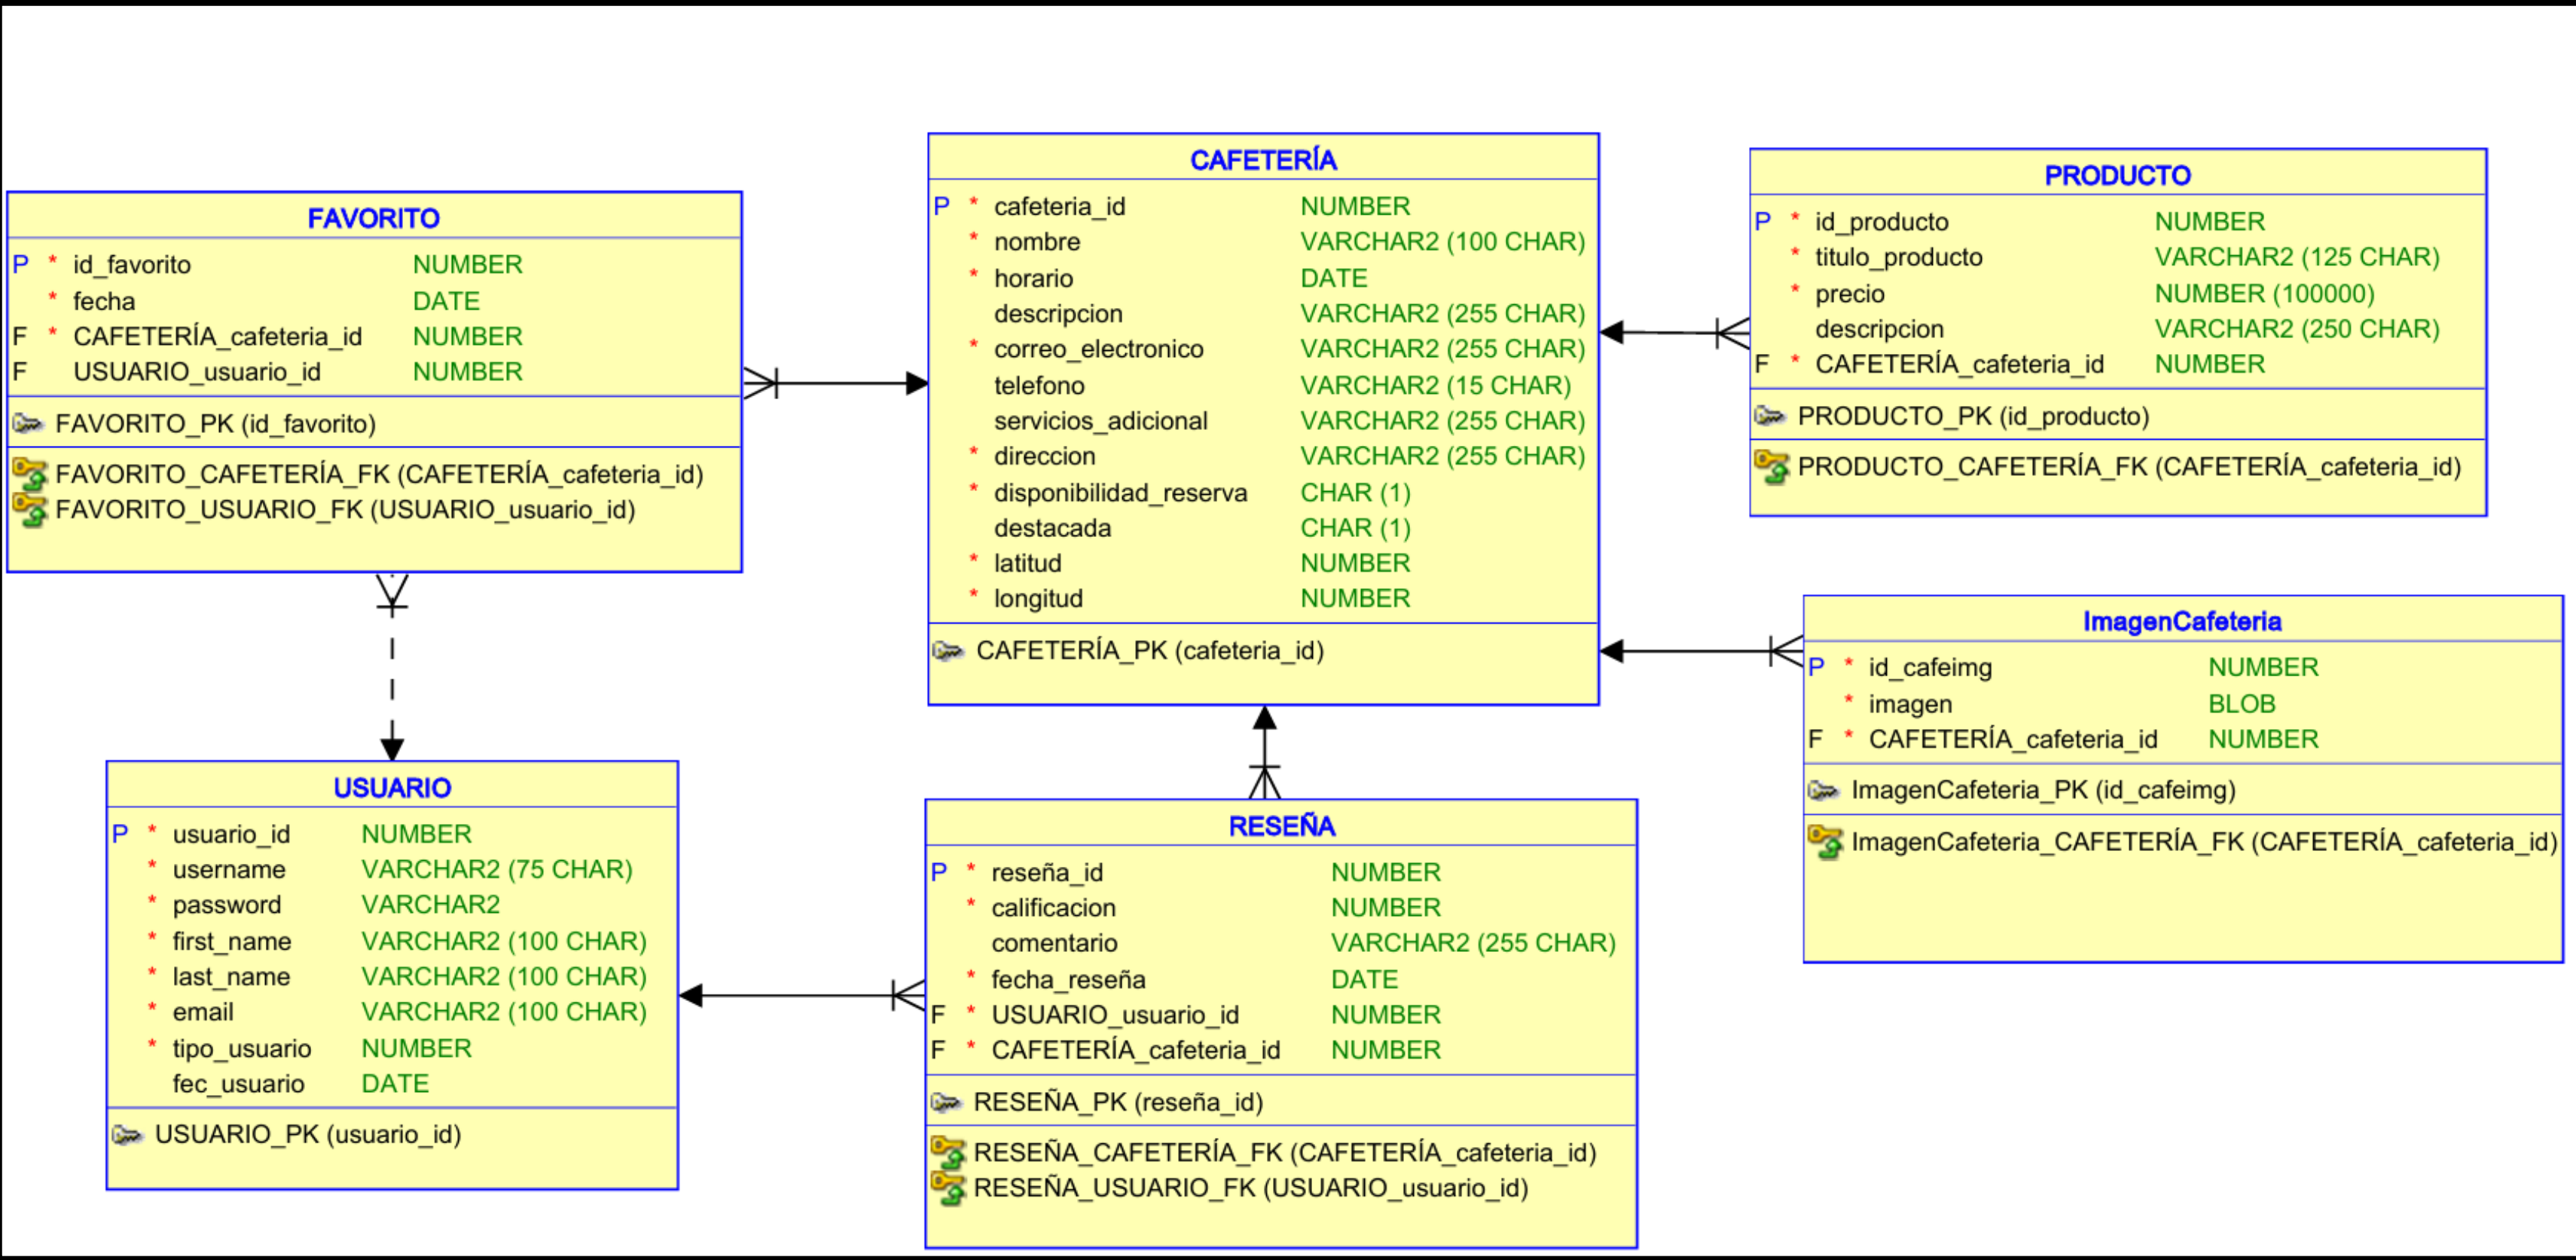 FAVORITO
P * id_favorito NUMBER
* fecha DATE
F * CAFETERÍA_cafeteria_id NUMBER
F USUARIO_usuario_id NUMBER
FAVORITO_PK (id_favorito)
FAVORITO_CAFETERÍA_FK (CAFETERÍA_cafeteria_id)
FAVORITO_USUARIO_FK (USUARIO_usuario_id)
CAFETERÍA
P * cafeteria_id NUMBER
* nombre VARCHAR2 (100 CHAR)
* horario DATE
descripcion VARCHAR2 (255 CHAR)
* correo_electronico VARCHAR2 (255 CHAR)
telefono VARCHAR2 (15 CHAR)
servicios_adicional VARCHAR2 (255 CHAR)
* direccion VARCHAR2 (255 CHAR)
* disponibilidad_reserva CHAR (1)
destacada CHAR (1)
* latitud NUMBER
* longitud NUMBER
CAFETERÍA_PK (cafeteria_id)
PRODUCTO
P * id_producto NUMBER
* titulo_producto VARCHAR2 (125 CHAR)
* precio NUMBER (100000)
descripcion VARCHAR2 (250 CHAR)
F * CAFETERÍA_cafeteria_id NUMBER
PRODUCTO_PK (id_producto)
PRODUCTO_CAFETERÍA_FK (CAFETERÍA_cafeteria_id)
ImagenCafeteria
P * id_cafeimg NUMBER
* imagen BLOB
F * CAFETERÍA_cafeteria_id NUMBER
ImagenCafeteria_PK (id_cafeimg)
ImagenCafeteria_CAFETERÍA_FK (CAFETERÍA_cafeteria_id)
USUARIO
P * usuario_id NUMBER
* username VARCHAR2 (75 CHAR)
* password VARCHAR2
* first_name VARCHAR2 (100 CHAR)
* last_name VARCHAR2 (100 CHAR)
* email VARCHAR2 (100 CHAR)
* tipo_usuario NUMBER
fec_usuario DATE
USUARIO_PK (usuario_id)
RESEÑA
P * reseña_id NUMBER
* calificacion NUMBER
comentario VARCHAR2 (255 CHAR)
* fecha_reseña DATE
F * USUARIO_usuario_id NUMBER
F * CAFETERÍA_cafeteria_id NUMBER
RESEÑA_PK (reseña_id)
RESEÑA_CAFETERÍA_FK (CAFETERÍA_cafeteria_id)
RESEÑA_USUARIO_FK (USUARIO_usuario_id)